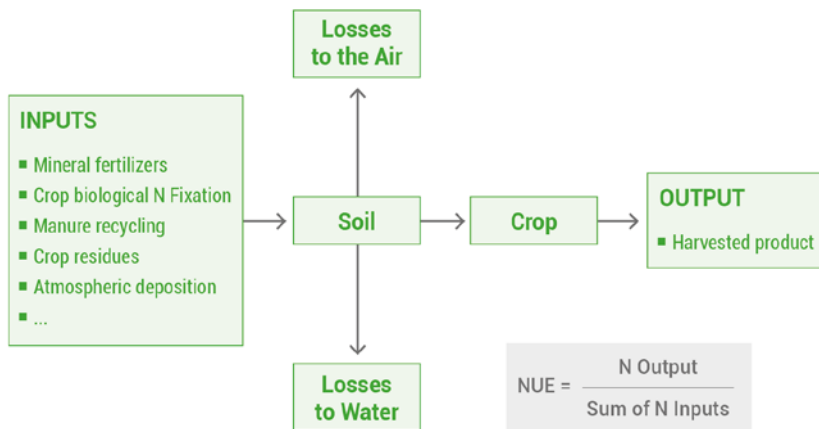 Losses
to the Air
INPUTS
▪ Mineral fertilizers
▪ Crop biological N Fixation
▪ Manure recycling
▪ Crop residues
▪ Atmospheric deposition
▪ ...
Soil
Crop
OUTPUT
▪ Harvested product
Losses
to Water
NUE =
N Output
Sum of N Inputs